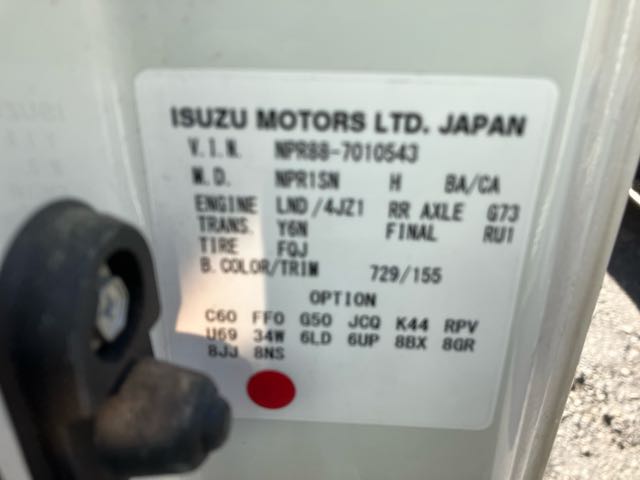 ISUZU MOTORS LTD. JAPAN
V.I.N. NPR88-7010543
M.D. NPR1SN H BA/CA
ENGINE LND/4JZ1 RR AXLE G73
TRANS. Y6N FINAL RU1
TIRE FQJ
B.COLOR/TRIM 729/155
OPTION
C60 FF0 G50 JCQ K44 RPV
U69 34W 6LD 6UP 8BX 8GR
8JJ 8NS